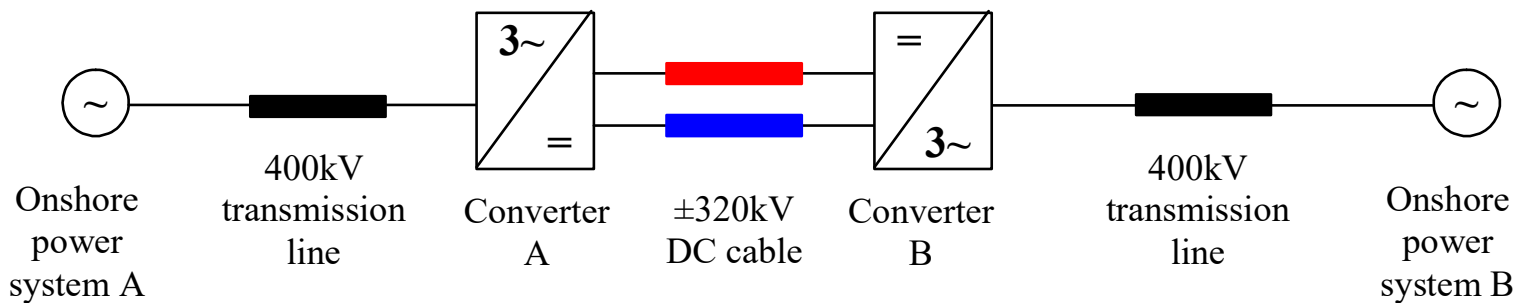 3~
=
=
3~
~
~
400kV
transmission
line
400kV
transmission
line
Onshore
power
system A
Converter
A
±320kV
DC cable
Converter
B
Onshore
power
system B